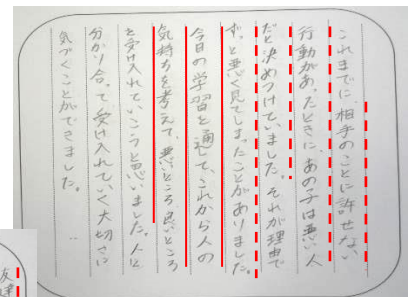 これまでに、相手のことに許せない
行動があったときに、あの子は悪い人
だと決めつけていました。それが理由で
ずっと悪く見てしまったことがありました。
今日の学習を通して、これから人の
気持ちを考えて、悪いところ良いところ
を受け入れていこうと思いました。人と
分かり合って受け入れていく大切さに
気づくことができました。
友達